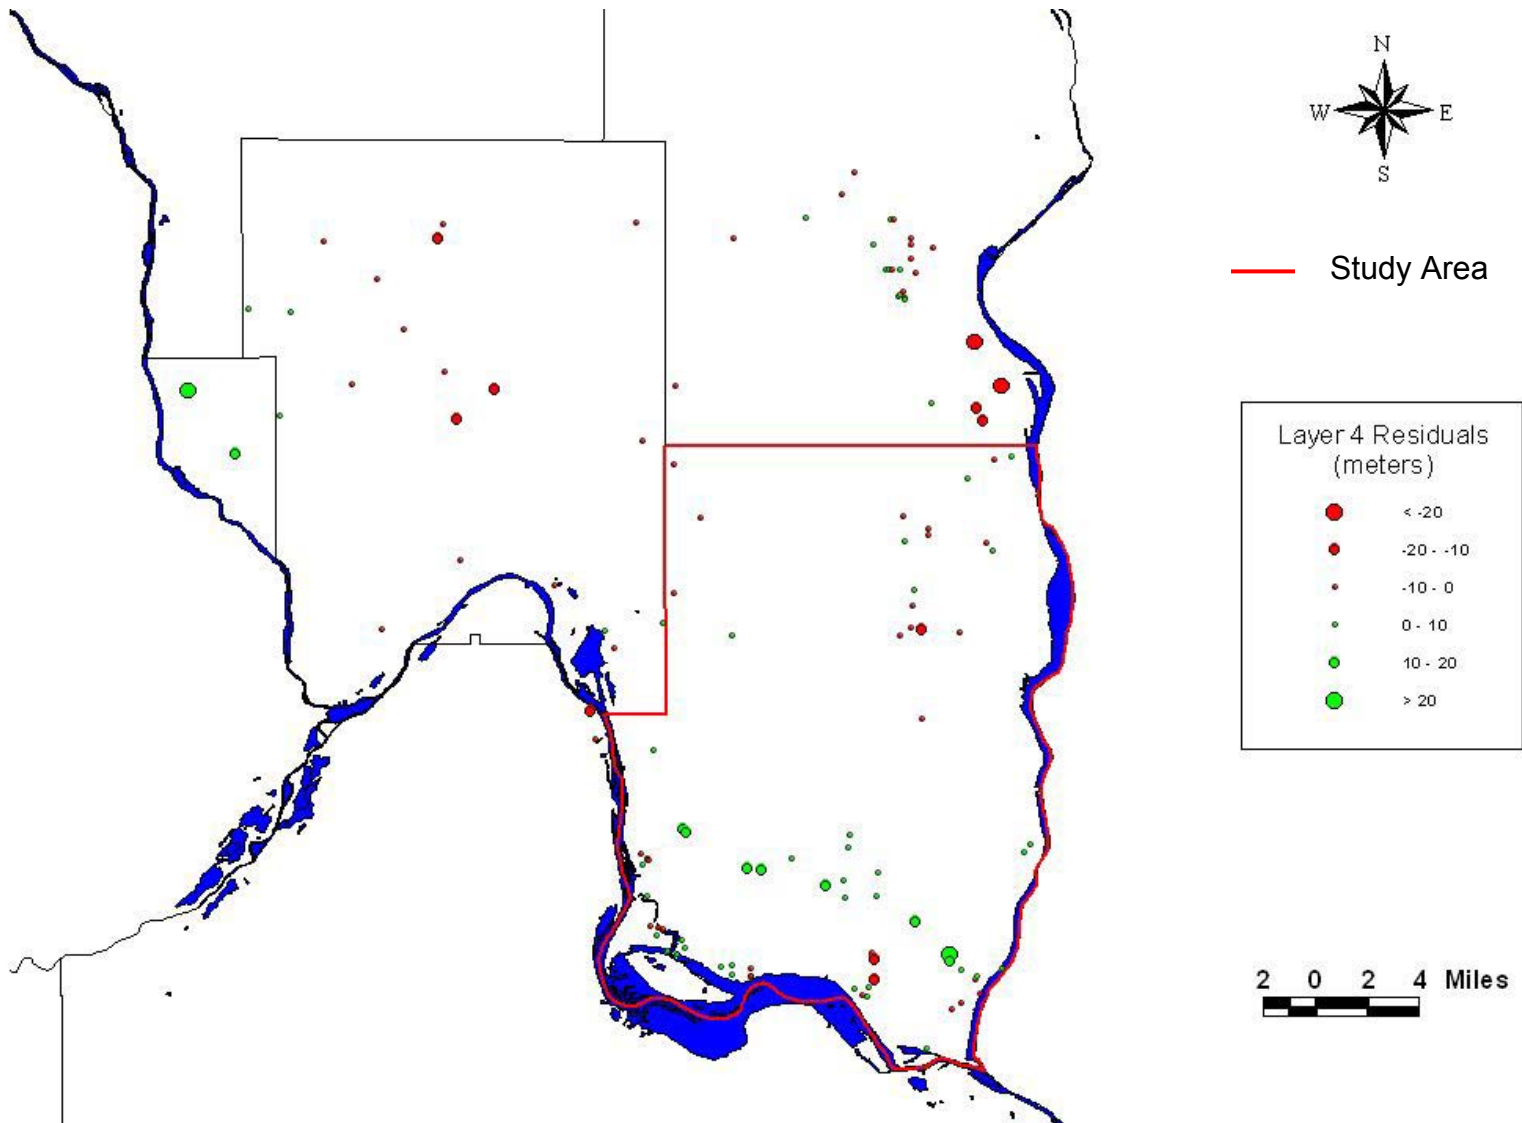 N
W E
S
Study Area
Layer 4 Residuals
(meters)
< -20
-20 - -10
-10 - 0
0 - 10
10 - 20
> 20
2 0 2 4 Miles